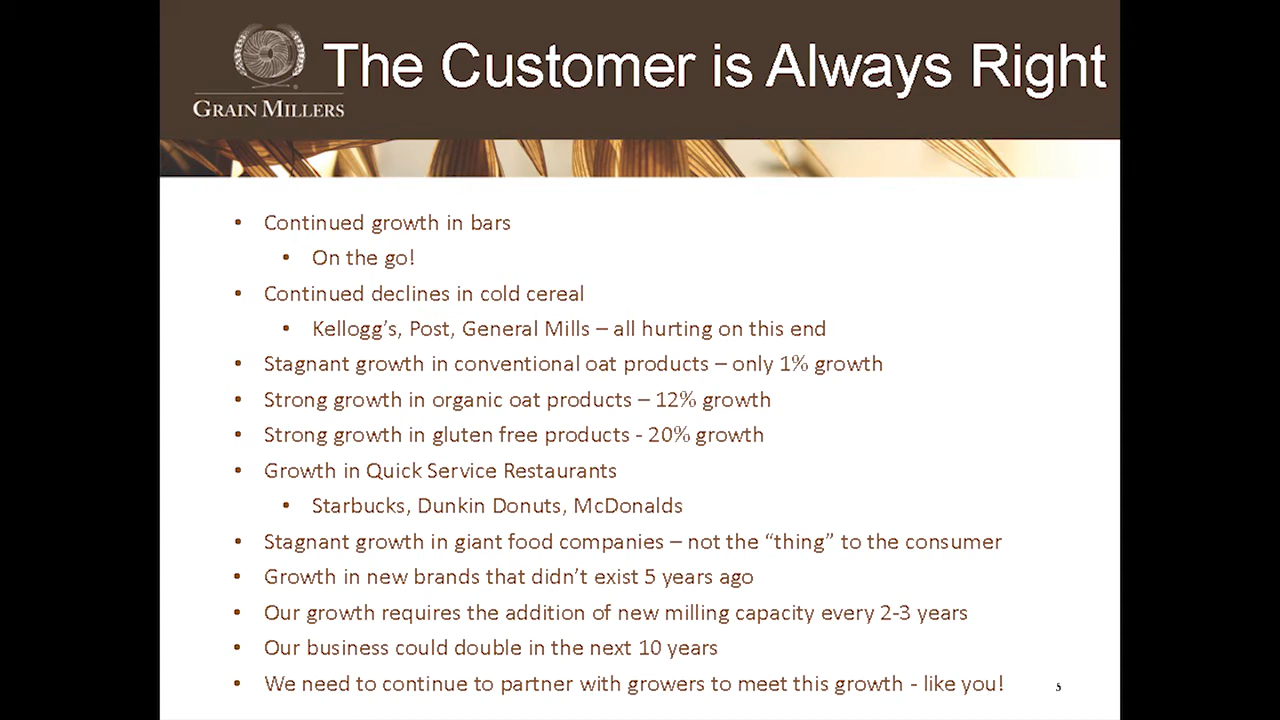 The Customer is Always Right
GRAIN MILLERS
• Continued growth in bars
• On the go!
• Continued declines in cold cereal
• Kellogg's, Post, General Mills – all hurting on this end
• Stagnant growth in conventional oat products – only 1% growth
• Strong growth in organic oat products – 12% growth
• Strong growth in gluten free products - 20% growth
• Growth in Quick Service Restaurants
• Starbucks, Dunkin Donuts, McDonalds
• Stagnant growth in giant food companies – not the “thing” to the consumer
• Growth in new brands that didn't exist 5 years ago
• Our growth requires the addition of new milling capacity every 2-3 years
• Our business could double in the next 10 years
• We need to continue to partner with growers to meet this growth - like you!
5